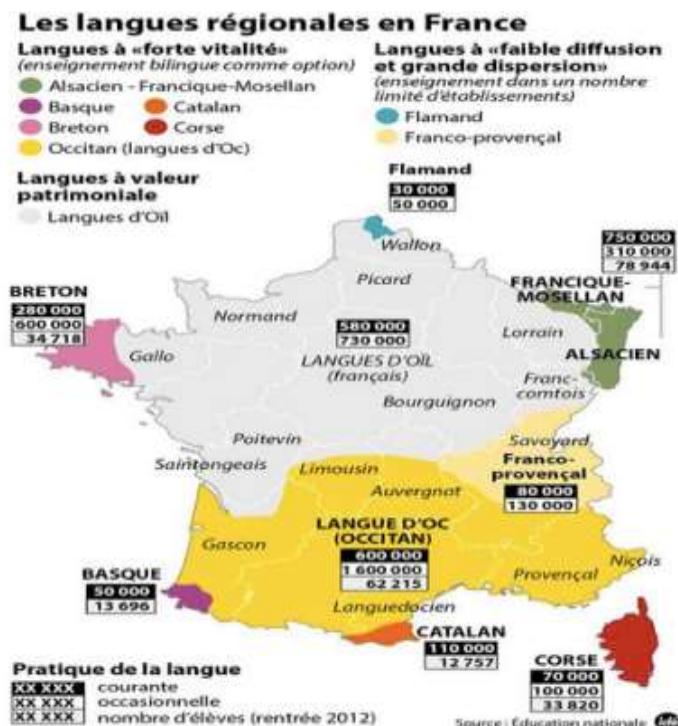 Les langues régionales en France
Langues à «forte vitalité»
(enseignement bilingue comme option)
Alsacien - Francique-Mosellan
Basque
Catalan
Breton
Corse
Occitan (langues d'Oc)
Langues à «faible diffusion
et grande dispersion»
(enseignement dans un nombre
limité d'établissements)
Flamand
Franco-provençal
Langues à valeur
patrimoniale
Langues d'Oïl
Flamand
30 000
50 000
Wallon
750 000
310 000
78 944
Picard
FRANCIQUE-
MOSELLAN
BRETON
280 000
600 000
34 718
Normand
580 000
730 000
Lorrain
Gallo
LANGUES D'OÏL
(français)
ALSACIEN
Franc-
comtois
Bourguignon
Poitevin
Savoyard
Saintongeais
Limousin
Franco-
provençal
80 000
130 000
Auvergnat
LANGUE D'OC
(OCCITAN)
600 000
1 600 000
62 215
Gascon
Niçois
Provençal
BASQUE
50 000
13 696
Languedocien
CATALAN
110 000
12 757
CORSE
70 000
100 000
33 820
Pratique de la langue
XX XXX courante
XX XXX occasionnelle
XX XXX nombre d'élèves (rentrée 2012)
Source : Éducation nationale